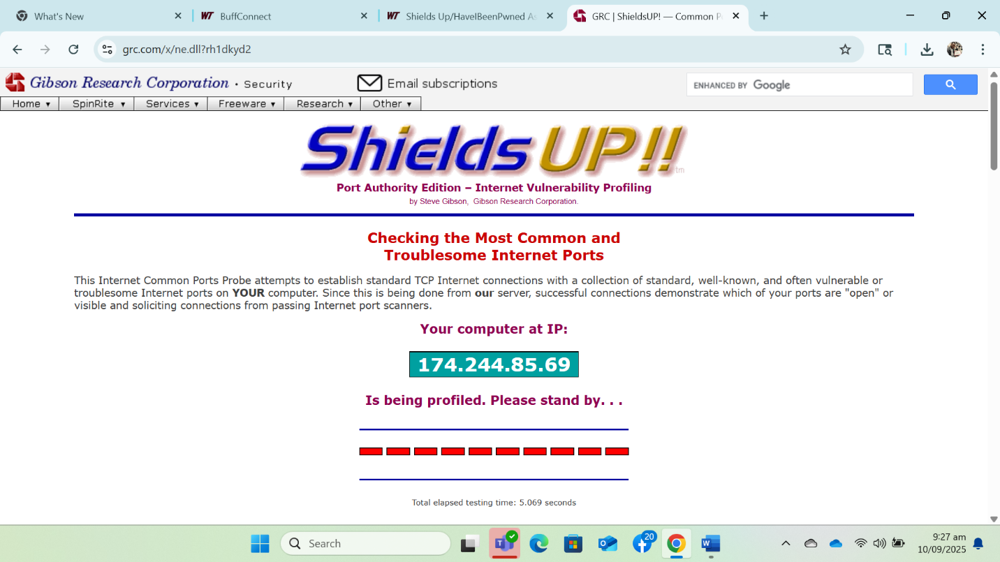 What's New
BuffConnect
Shields Up/HaveIBeenPwned As
GRC | ShieldsUP! — Common P
grc.com/x/ne.dll?rh1dkyd2
Gibson Research Corporation · Security
Email subscriptions
ENHANCED BY Google
Home ▾
SpinRite ▾
Services ▾
Freeware ▾
Research ▾
Other ▾
ShieldsUP!!
tm
Port Authority Edition – Internet Vulnerability Profiling
by Steve Gibson, Gibson Research Corporation.
Checking the Most Common and
Troublesome Internet Ports
This Internet Common Ports Probe attempts to establish standard TCP Internet connections with a collection of standard, well-known, and often vulnerable or
troublesome Internet ports on YOUR computer. Since this is being done from our server, successful connections demonstrate which of your ports are "open" or
visible and soliciting connections from passing Internet port scanners.
Your computer at IP:
174.244.85.69
Is being profiled. Please stand by. . .
Total elapsed testing time: 5.069 seconds
Search
20
9:27 am
10/09/2025